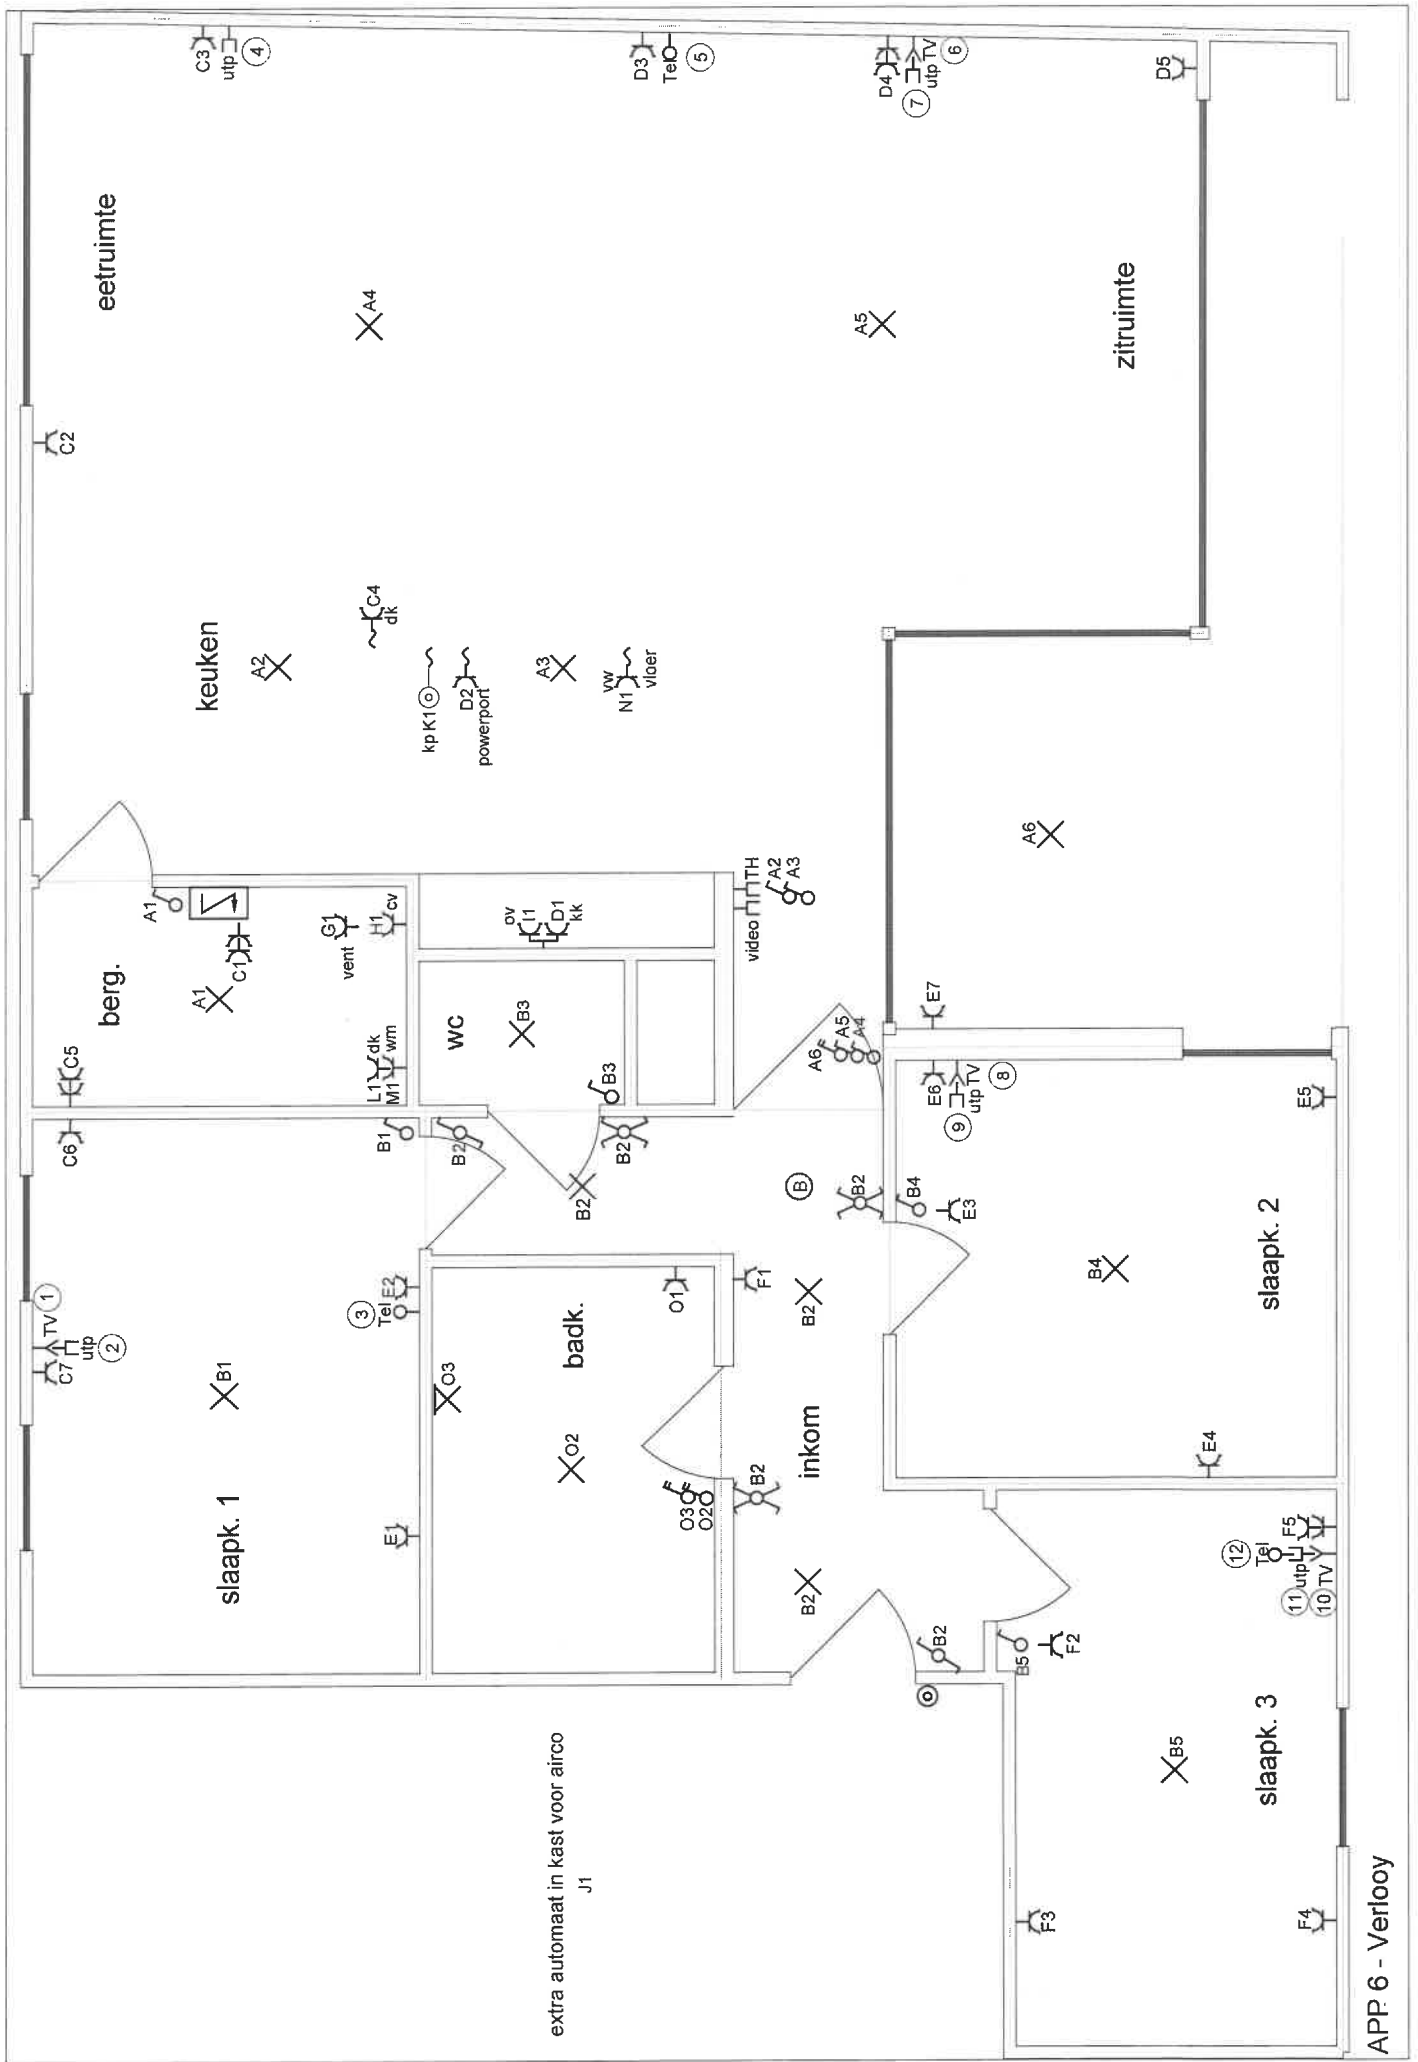 eetruimte
C3
utp
4
D3
Tel
5
D4
utp TV
6
7
D5
C2
A4
A5
zitruimte
keuken
A2
C4
dk
kp K1
D2
powerport
A3
vw
N1
vloer
A6
A1
berg.
A1
C1
G1
vent
H1
cv
ov
I1
D1
kk
video
TH
A2
A3
C5
L1
dk
M1
wm
wc
B3
B3
A6
A5
A4
E7
E6
utp TV
8
9
E5
C6
B1
B2
B2
B2
B
B2
B4
E3
B4
slaapk. 2
E4
C7
TV
1
utp
2
B1
slaapk. 1
E2
Tel
3
E1
O3
O2
badk.
O1
F1
O3
O2
B2
inkom
B2
B2
B2
B5
F2
F5
Tel
12
utp
11
TV
10
B5
slaapk. 3
F3
F4
extra automaat in kast voor airco
J1
APP. 6 - Verlooy